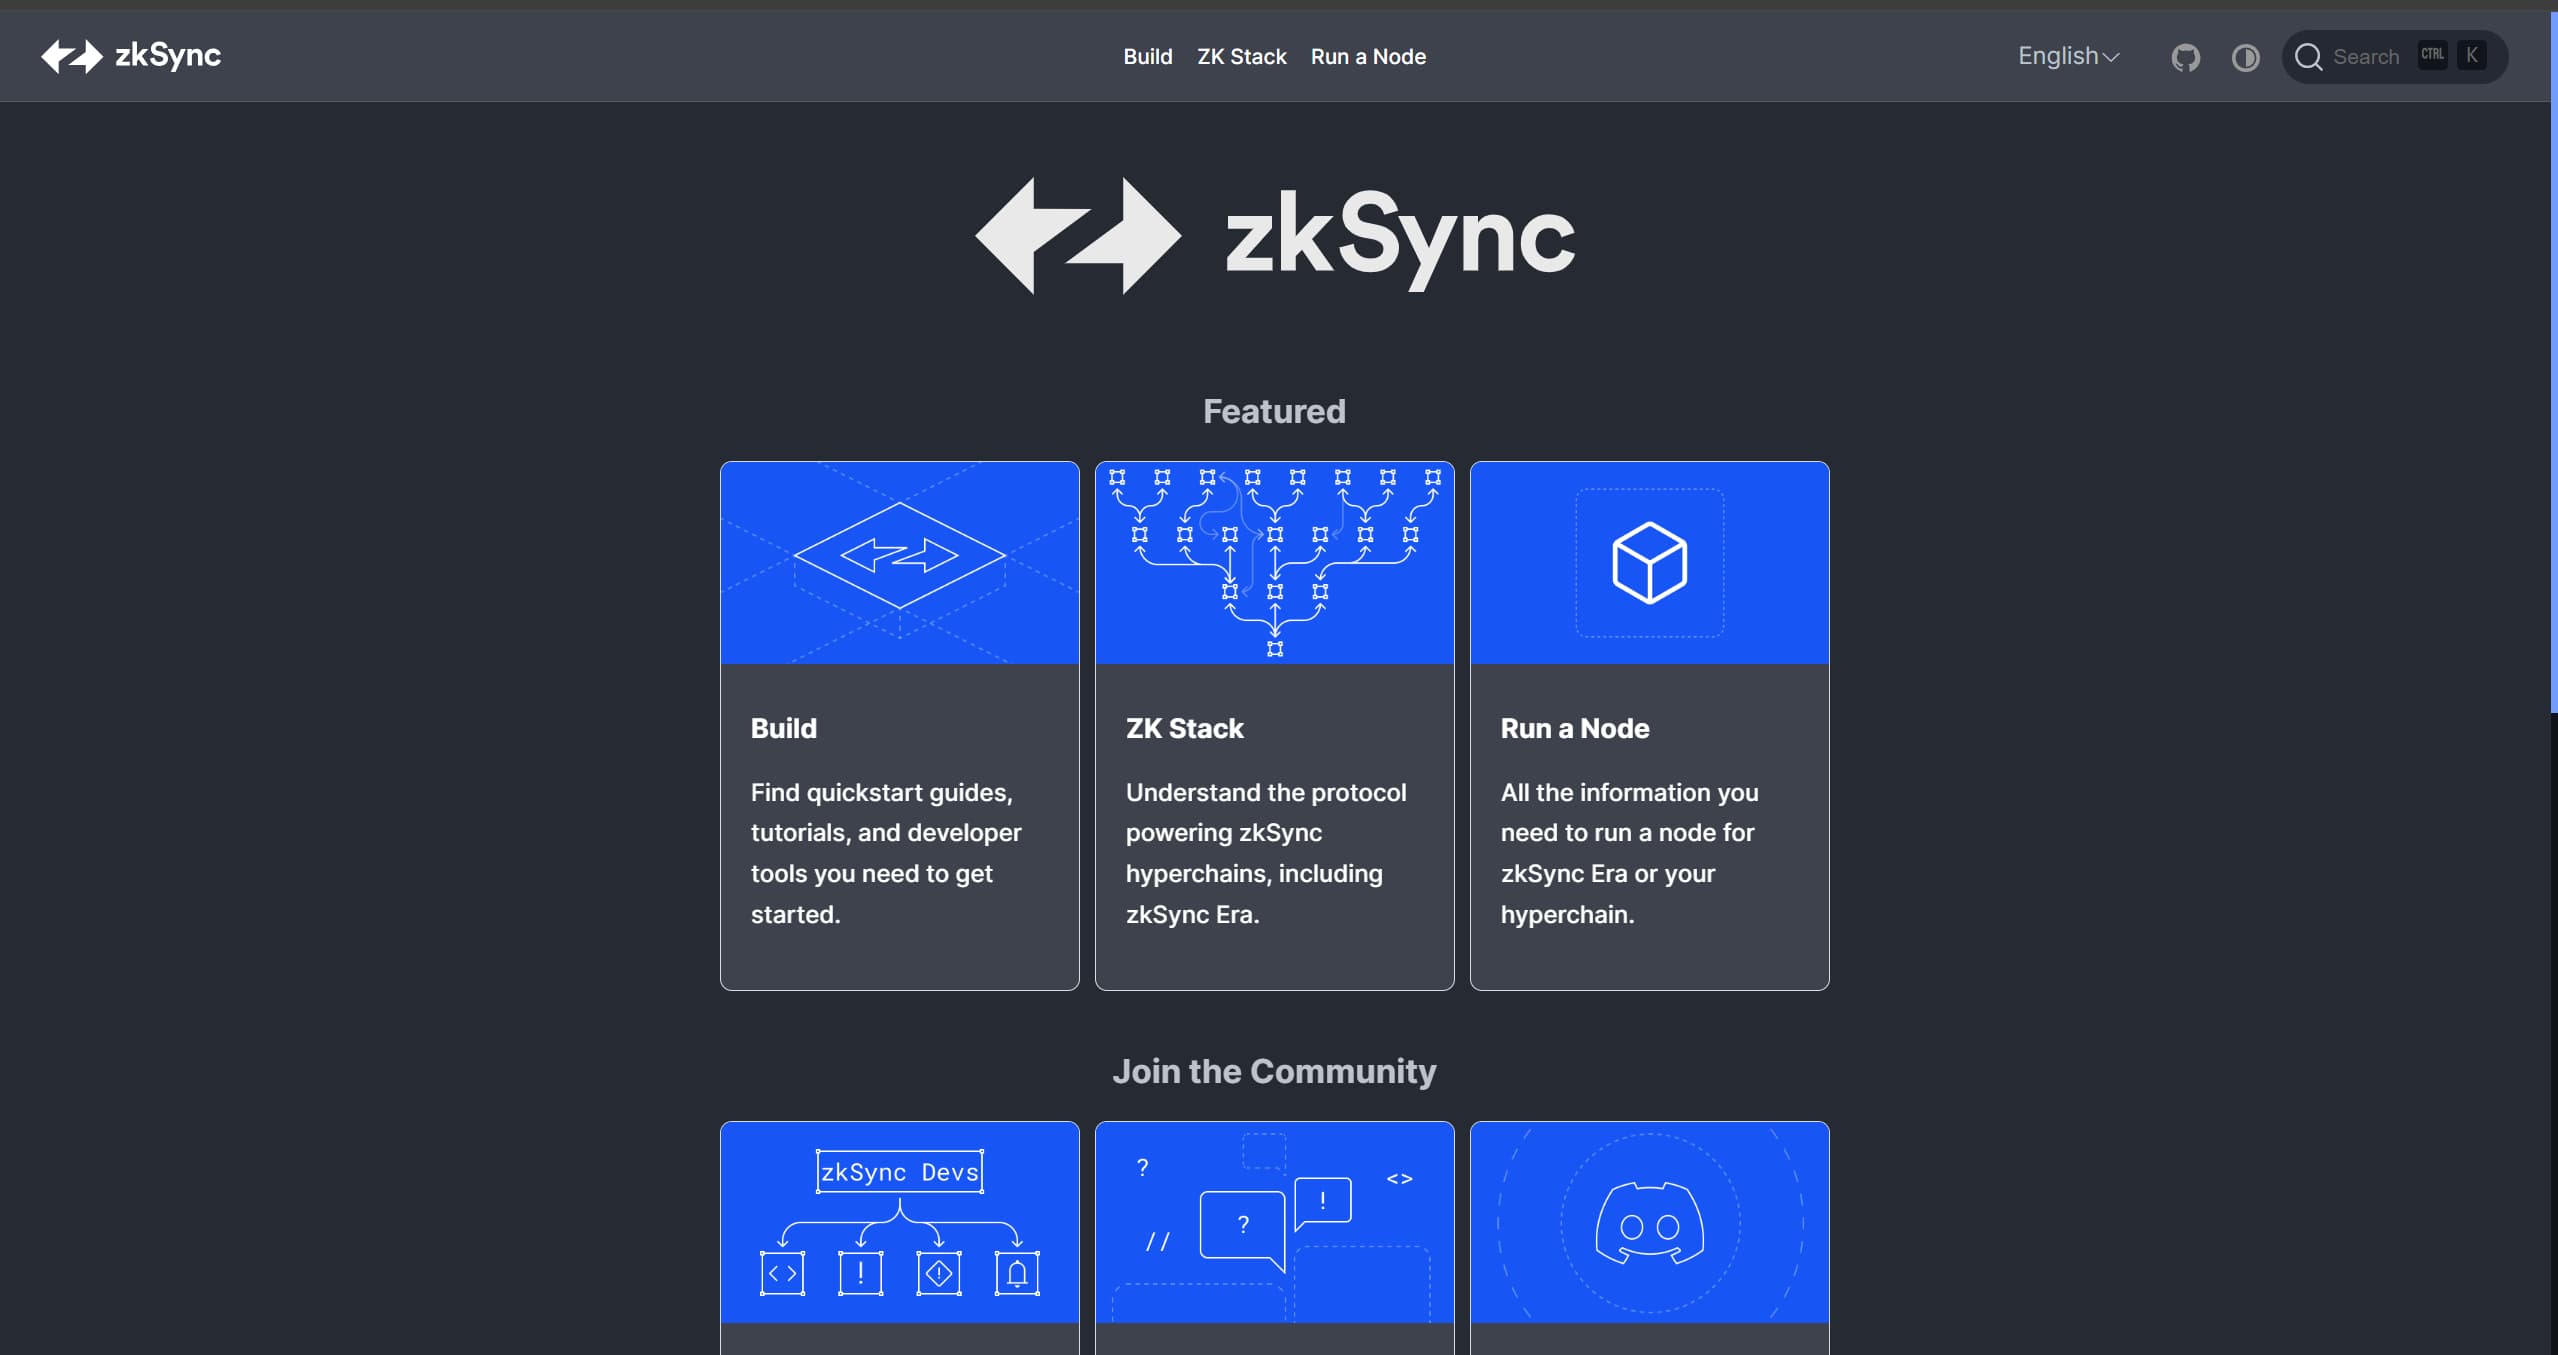 zkSync
Build ZK Stack Run a Node
English
Search CTRL K
zkSync
Featured
Build
Find quickstart guides,
tutorials, and developer
tools you need to get
started.
ZK Stack
Understand the protocol
powering zkSync
hyperchains, including
zkSync Era.
Run a Node
All the information you
need to run a node for
zkSync Era or your
hyperchain.
Join the Community
zkSync Devs
< > ! ! 
? < >
? !
//